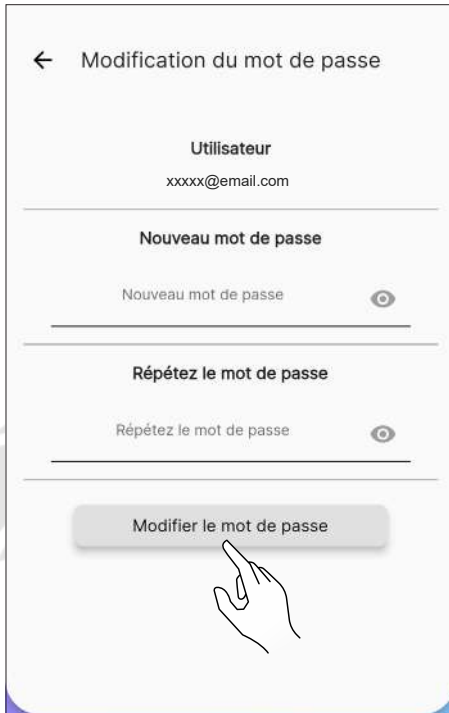 Modification du mot de passe
Utilisateur
xxxxx@email.com
Nouveau mot de passe
Nouveau mot de passe
Répétez le mot de passe
Répétez le mot de passe
Modifier le mot de passe